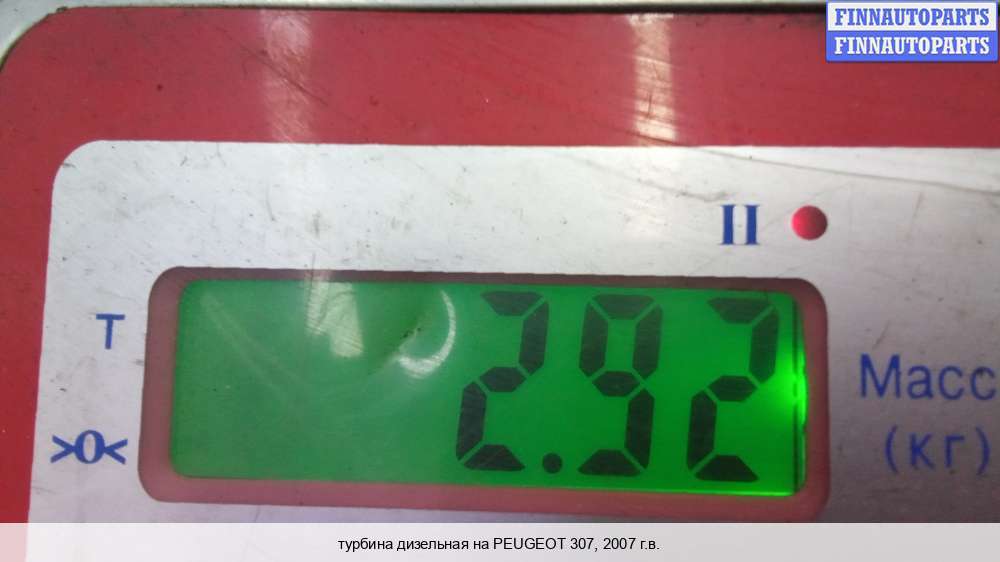 FINNAUTOPARTS
FINNAUTOPARTS
II
T
2.92
Масс
>0<
(кг)
турбина дизельная на PEUGEOT 307, 2007 г.в.